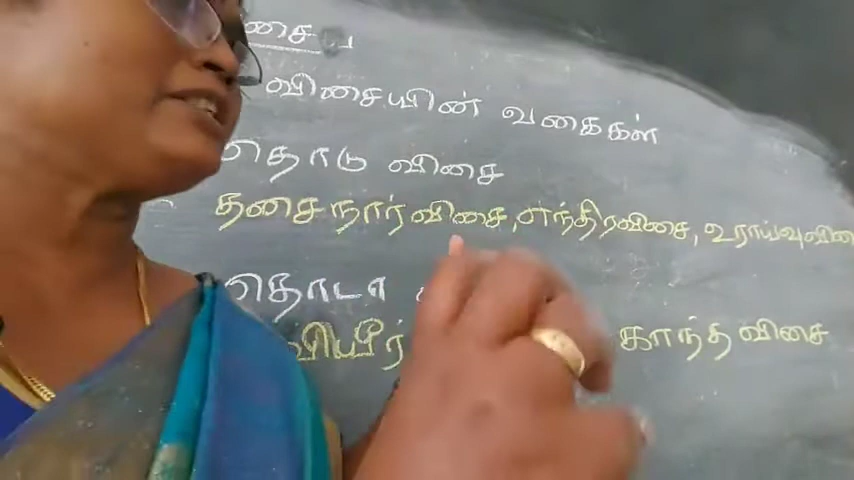 விசையின் வகைகள்
தொடு விசை
தசைநார்விசை, எந்திரவிசை, உராய்வுவிசை
தொடா
காந்தவிசை